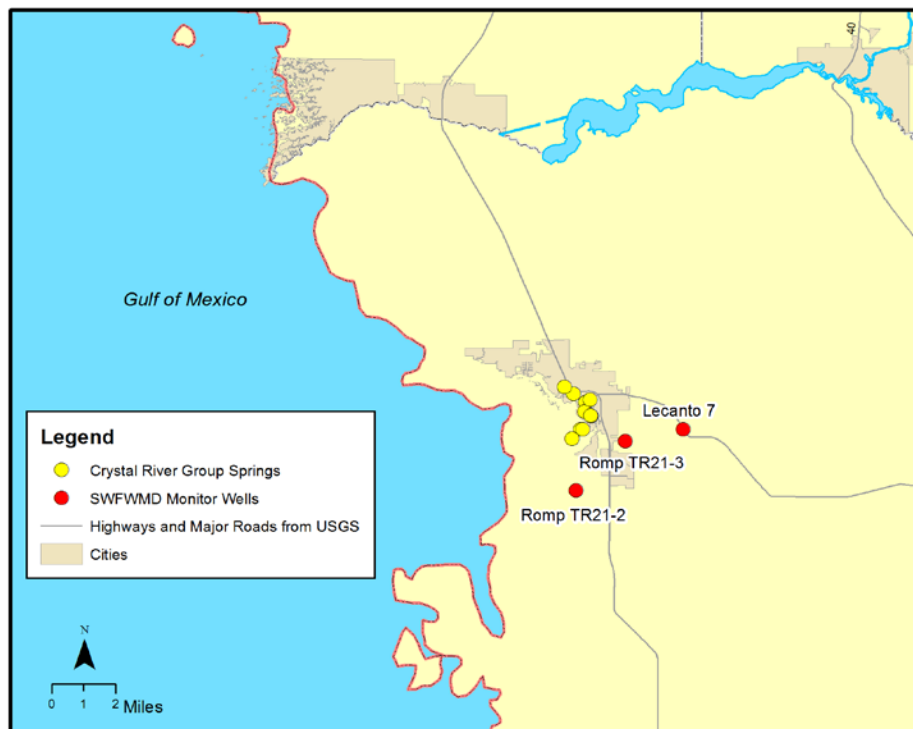 40
Gulf of Mexico
Lecanto 7
Romp TR21-3
Romp TR21-2
Legend
Crystal River Group Springs
SWFWMD Monitor Wells
Highways and Major Roads from USGS
Cities
N
0 1 2 Miles